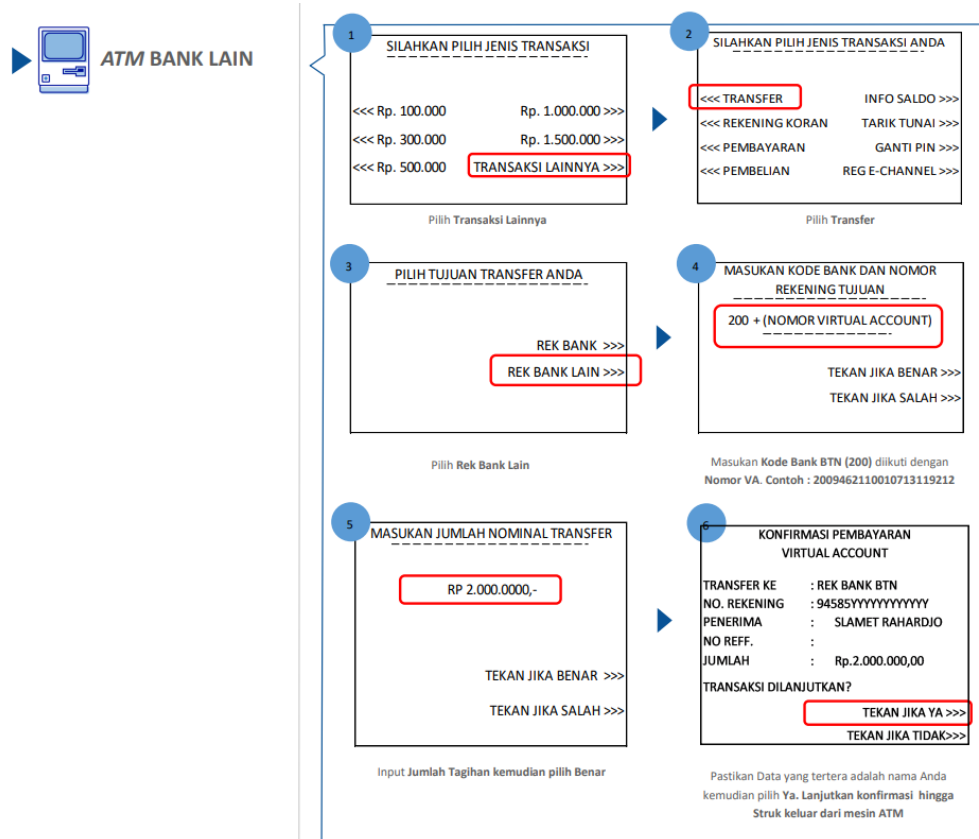 ATM BANK LAIN
1
SILAHKAN PILIH JENIS TRANSAKSI
<<< Rp. 100.000 Rp. 1.000.000 >>>
<<< Rp. 300.000 Rp. 1.500.000 >>>
<<< Rp. 500.000 TRANSAKSI LAINNYA >>>
Pilih Transaksi Lainnya
2
SILAHKAN PILIH JENIS TRANSAKSI ANDA
<<< TRANSFER INFO SALDO >>>
<<< REKENING KORAN TARIK TUNAI >>>
<<< PEMBAYARAN GANTI PIN >>>
<<< PEMBELIAN REG E-CHANNEL >>>
Pilih Transfer
3
PILIH TUJUAN TRANSFER ANDA
REK BANK >>>
REK BANK LAIN >>>
Pilih Rek Bank Lain
4
MASUKAN KODE BANK DAN NOMOR
REKENING TUJUAN
200 + (NOMOR VIRTUAL ACCOUNT)
TEKAN JIKA BENAR >>>
TEKAN JIKA SALAH >>>
Masukan Kode Bank BTN (200) diikuti dengan
Nomor VA. Contoh : 2009462110010713119212
5
MASUKAN JUMLAH NOMINAL TRANSFER
RP 2.000.0000,-
TEKAN JIKA BENAR >>>
TEKAN JIKA SALAH >>>
Input Jumlah Tagihan kemudian pilih Benar
6
KONFIRMASI PEMBAYARAN
VIRTUAL ACCOUNT
TRANSFER KE : REK BANK BTN
NO. REKENING : 94585YYYYYYYYYYY
PENERIMA : SLAMET RAHARDJO
NO REFF. :
JUMLAH : Rp.2.000.000,00
TRANSAKSI DILANJUTKAN?
TEKAN JIKA YA >>>
TEKAN JIKA TIDAK>>>
Pastikan Data yang tertera adalah nama Anda
kemudian pilih Ya. Lanjutkan konfirmasi hingga
Struk keluar dari mesin ATM